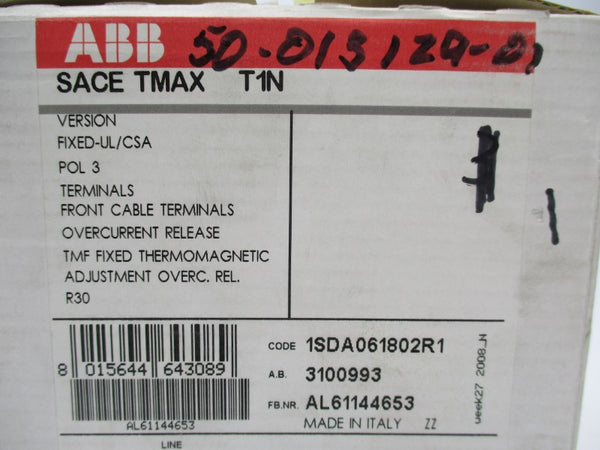 ABB 50-013129-01
SACE TMAX T1N
VERSION
FIXED-UL/CSA
POL 3
TERMINALS
FRONT CABLE TERMINALS
OVERCURRENT RELEASE
TMF FIXED THERMOMAGNETIC
ADJUSTMENT OVERC. REL.
R30
CODE 1SDA061802R1
8 015644 643089
A.B. 3100993
FB.NR. AL61144653
AL61144653
MADE IN ITALY ZZ
week27 2008_N
LINE